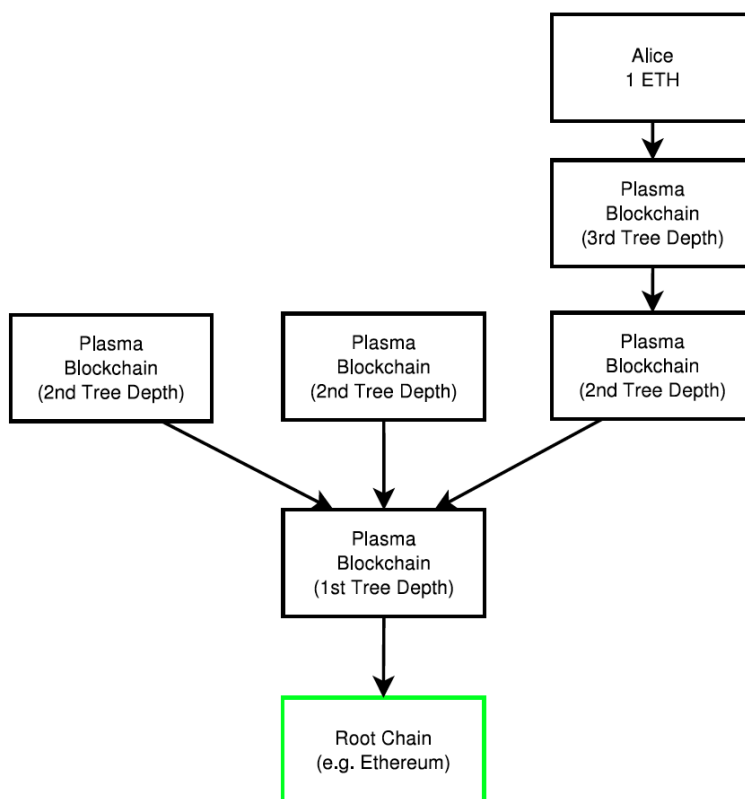 Alice
1 ETH
Plasma
Blockchain
(3rd Tree Depth)
Plasma
Blockchain
(2nd Tree Depth)
Plasma
Blockchain
(2nd Tree Depth)
Plasma
Blockchain
(2nd Tree Depth)
Plasma
Blockchain
(1st Tree Depth)
Root Chain
(e.g. Ethereum)